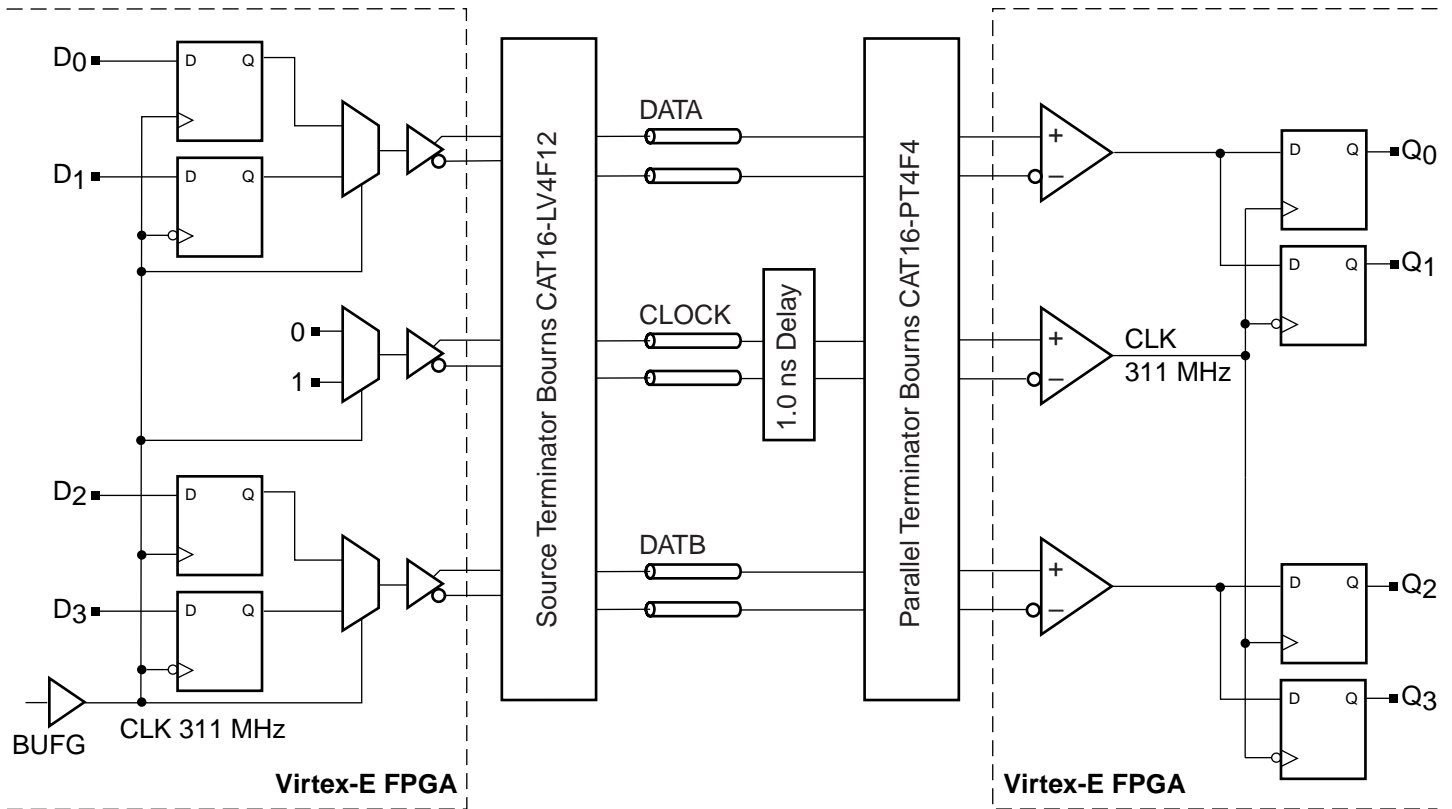 D0
D Q
D1
D Q
0
1
D2
D Q
D3
D Q
BUFG
CLK 311 MHz
Virtex-E FPGA
Source Terminator Bourns CAT16-LV4F12
DATA
CLOCK
1.0 ns Delay
DATB
Parallel Terminator Bourns CAT16-PT4F4
+
−
+
−
CLK
311 MHz
+
−
D Q
Q0
D Q
Q1
D Q
Q2
D Q
Q3
Virtex-E FPGA